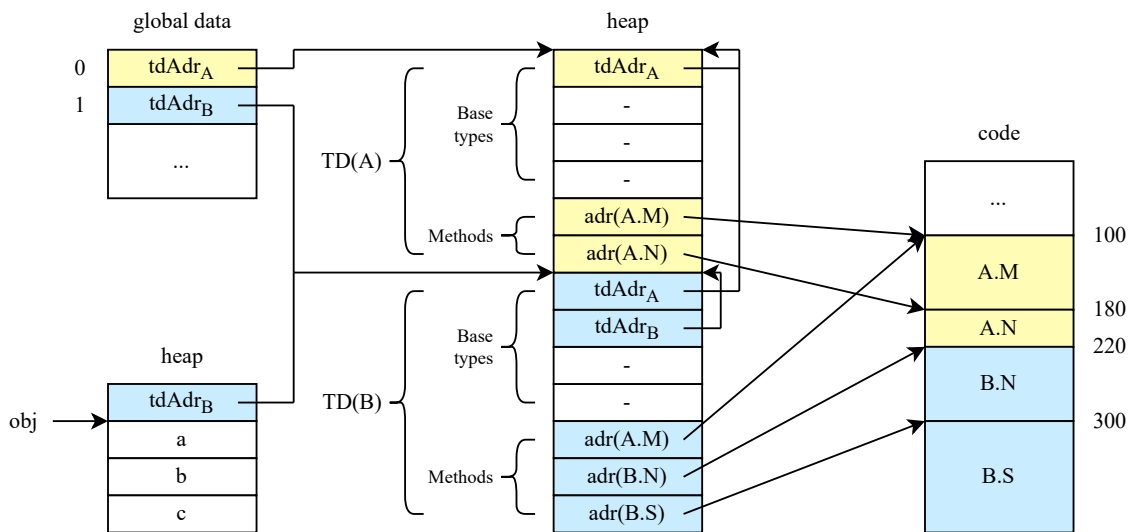 global data
0
tdAdrA
1
tdAdrB
...
heap
obj
tdAdrB
a
b
c
TD(A)
Base
types
Methods
TD(B)
Base
types
Methods
heap
tdAdrA
-
-
-
adr(A.M)
adr(A.N)
tdAdrA
tdAdrB
-
-
adr(A.M)
adr(B.N)
adr(B.S)
code
...
100
A.M
180
A.N
220
B.N
300
B.S